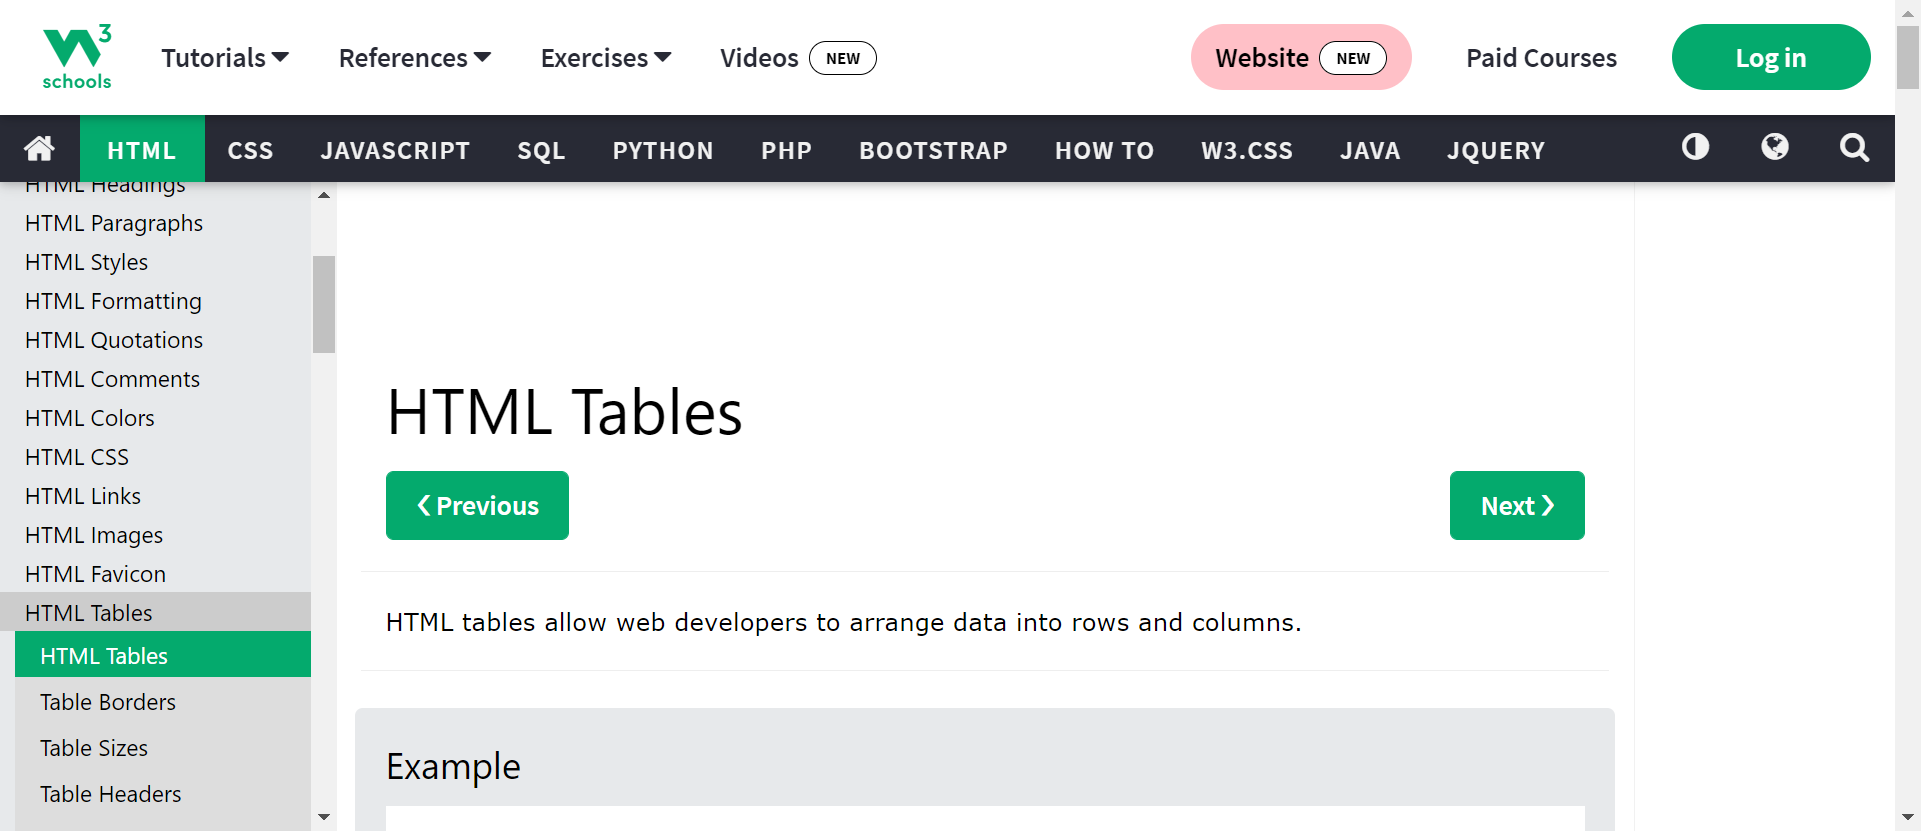 W3
schools
Tutorials
References
Exercises
Videos NEW
Website NEW
Paid Courses
Log in
HTML
CSS
JAVASCRIPT
SQL
PYTHON
PHP
BOOTSTRAP
HOW TO
W3.CSS
JAVA
JQUERY
HTML Headings
HTML Paragraphs
HTML Styles
HTML Formatting
HTML Quotations
HTML Comments
HTML Colors
HTML CSS
HTML Links
HTML Images
HTML Favicon
HTML Tables
HTML Tables
Table Borders
Table Sizes
Table Headers
HTML Tables
❮ Previous
Next ❯
HTML tables allow web developers to arrange data into rows and columns.
Example